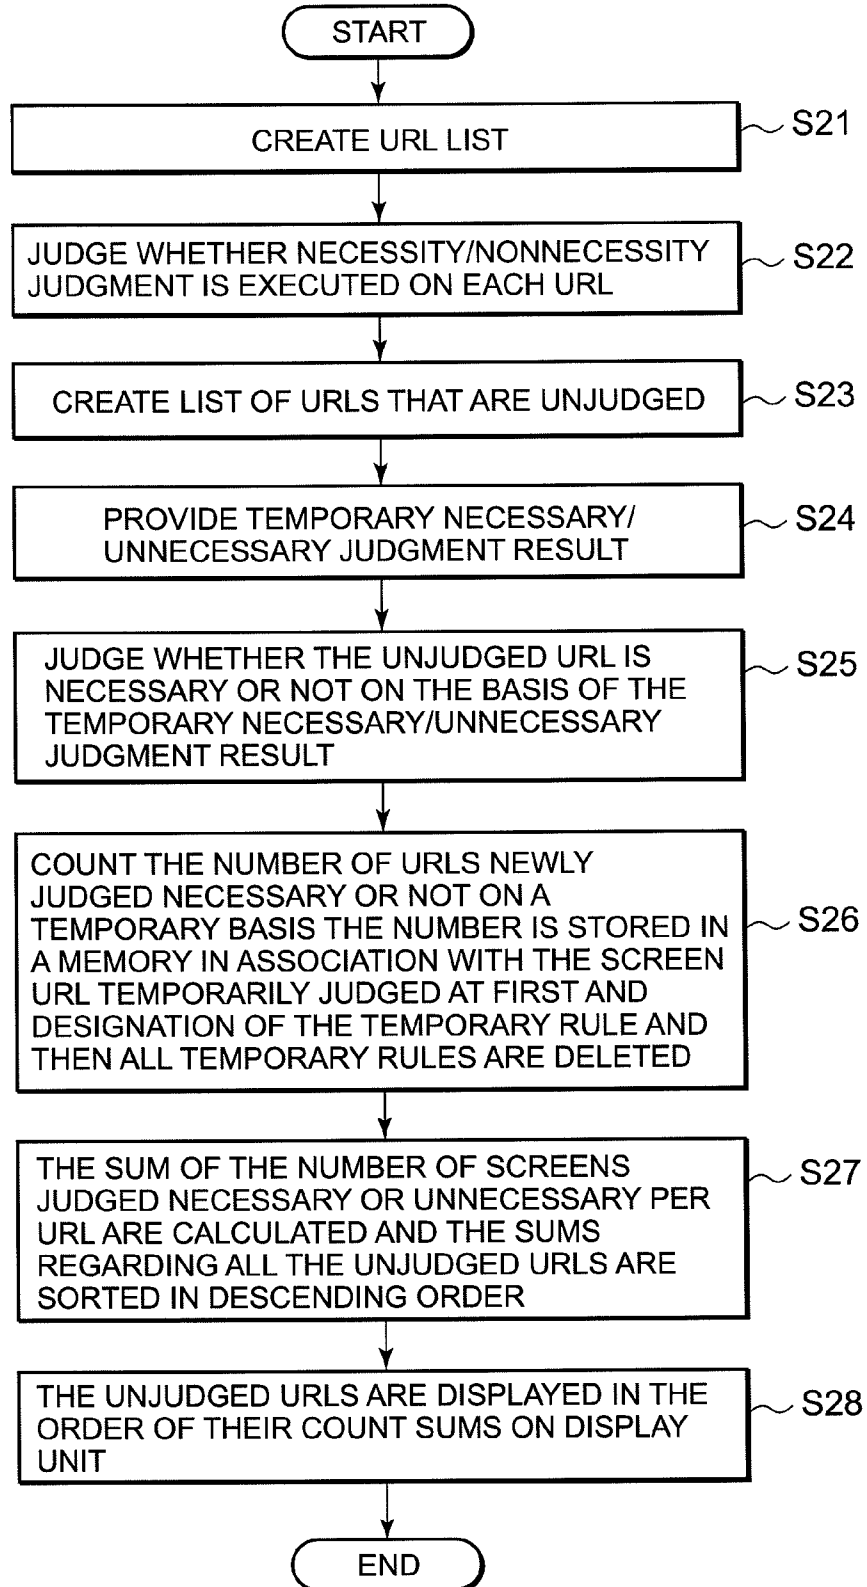 START
CREATE URL LIST
S21
JUDGE WHETHER NECESSITY/NONNECESSITY
JUDGMENT IS EXECUTED ON EACH URL
S22
CREATE LIST OF URLS THAT ARE UNJUDGED
S23
PROVIDE TEMPORARY NECESSARY/
UNNECESSARY JUDGMENT RESULT
S24
JUDGE WHETHER THE UNJUDGED URL IS
NECESSARY OR NOT ON THE BASIS OF THE
TEMPORARY NECESSARY/UNNECESSARY
JUDGMENT RESULT
S25
COUNT THE NUMBER OF URLS NEWLY
JUDGED NECESSARY OR NOT ON A
TEMPORARY BASIS THE NUMBER IS STORED IN
A MEMORY IN ASSOCIATION WITH THE SCREEN
URL TEMPORARILY JUDGED AT FIRST AND
DESIGNATION OF THE TEMPORARY RULE AND
THEN ALL TEMPORARY RULES ARE DELETED
S26
THE SUM OF THE NUMBER OF SCREENS
JUDGED NECESSARY OR UNNECESSARY PER
URL ARE CALCULATED AND THE SUMS
REGARDING ALL THE UNJUDGED URLS ARE
SORTED IN DESCENDING ORDER
S27
THE UNJUDGED URLS ARE DISPLAYED IN THE
ORDER OF THEIR COUNT SUMS ON DISPLAY
UNIT
S28
END